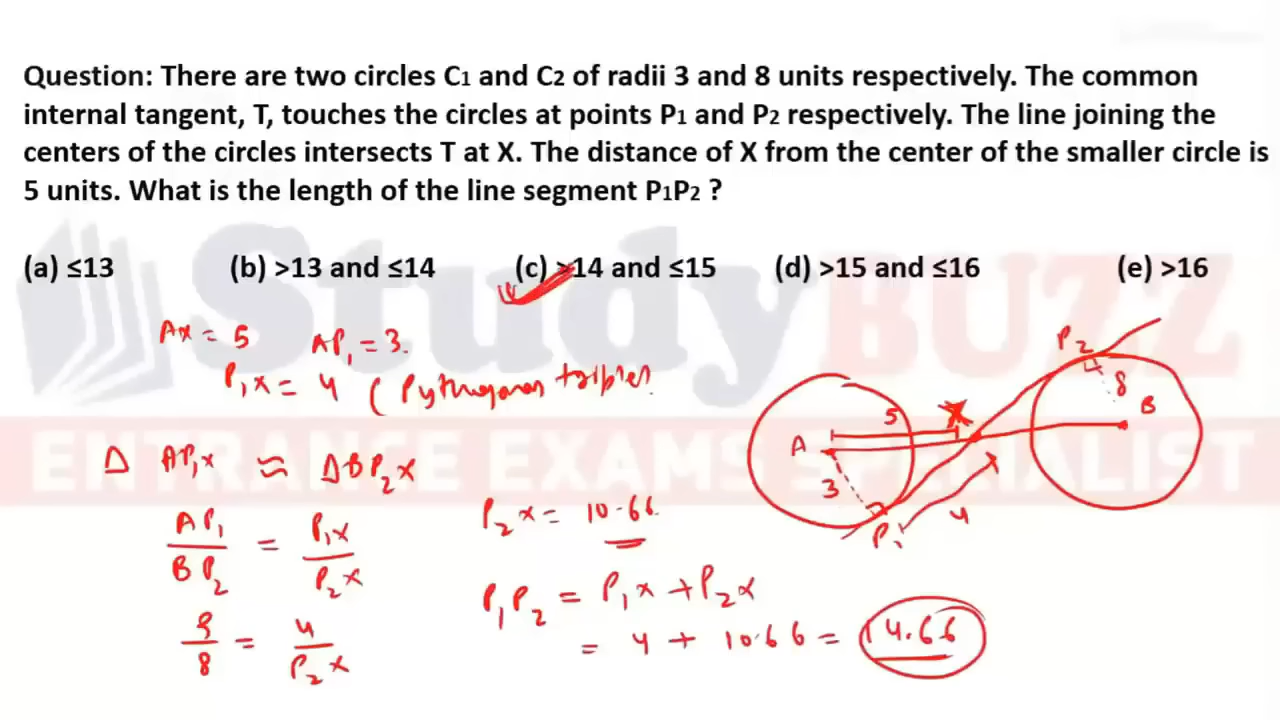 Question: There are two circles C1 and C2 of radii 3 and 8 units respectively. The common
internal tangent, T, touches the circles at points P1 and P2 respectively. The line joining the
centers of the circles intersects T at X. The distance of X from the center of the smaller circle is
5 units. What is the length of the line segment P1P2 ?
(a) ≤13 (b) >13 and ≤14 (c) >14 and ≤15 (d) >15 and ≤16 (e) >16
StudyBUZZ
ENTRANCE EXAMS SPECIALIST
AX = 5 AP1 = 3.
P1X = 4 (Pythagoras triplet
Δ AP1X ≈ ΔBP2X
AP1/BP2 = P1X/P2X
3/8 = 4/P2X
P2X = 10.66
P1P2 = P1X + P2X
= 4 + 10.66 = 14.66
P2
8
B
5
X
A
3
4
P1